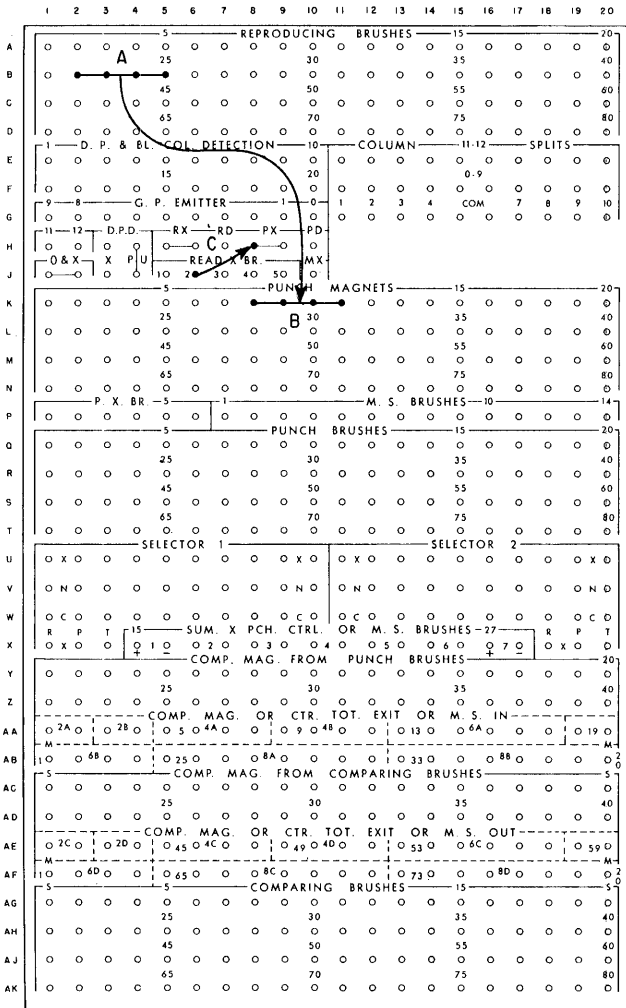 1 2 3 4 5 6 7 8 9 10 11 12 13 14 15 16 17 18 19 20
5 REPRODUCING BRUSHES 15 20
A
A 25 30 35 40
B
45 50 55 60
C
65 70 75 80
D
1 D. P. & BL. COL. DETECTION 10 COLUMN 11-12 SPLITS
E
15 20 0-9
F
9 8 G. P. EMITTER 1 0 1 2 3 4 COM 7 8 9 10
G
11 12 D.P.D. RX RD PX PD
H C
O & X X P U READ X BR. MX
J 1 2 3 4 5
5 PUNCH MAGNETS 15 20
K
25 B 30 35 40
L
45 50 55 60
M
65 70 75 80
N
P. X. BR. 5 1 M. S. BRUSHES 10 14
P
5 PUNCH BRUSHES 15 20
Q
25 30 35 40
R
45 50 55 60
S
65 70 75 80
T
SELECTOR 1 SELECTOR 2
U X X X X
V N N N N
W C C C C
R P T 15 SUM. X PCH. CTRL. OR M. S. BRUSHES 27 R P T
X X 1 2 3 4 5 6 7 X
+ - + -
COMP. MAG. FROM PUNCH BRUSHES 20
Y
25 30 35 40
Z
COMP. MAG. OR CTR. TOT. EXIT OR M. S. IN
AA 2A 2B 5 4A 9 4B 13 6A 19
M M
AB 1 6B 25 8A 33 8B 20
S COMP. MAG. FROM COMPARING BRUSHES S
AC
25 30 35 40
AD
COMP. MAG. OR CTR. TOT. EXIT OR M. S. OUT
AE 2C 2D 45 4C 49 4D 53 6C 59
M M
AF 1 6D 65 8C 73 8D 20
S 5 COMPARING BRUSHES 15 S
AG
25 30 35 40
AH
45 50 55 60
AJ
65 70 75 80
AK